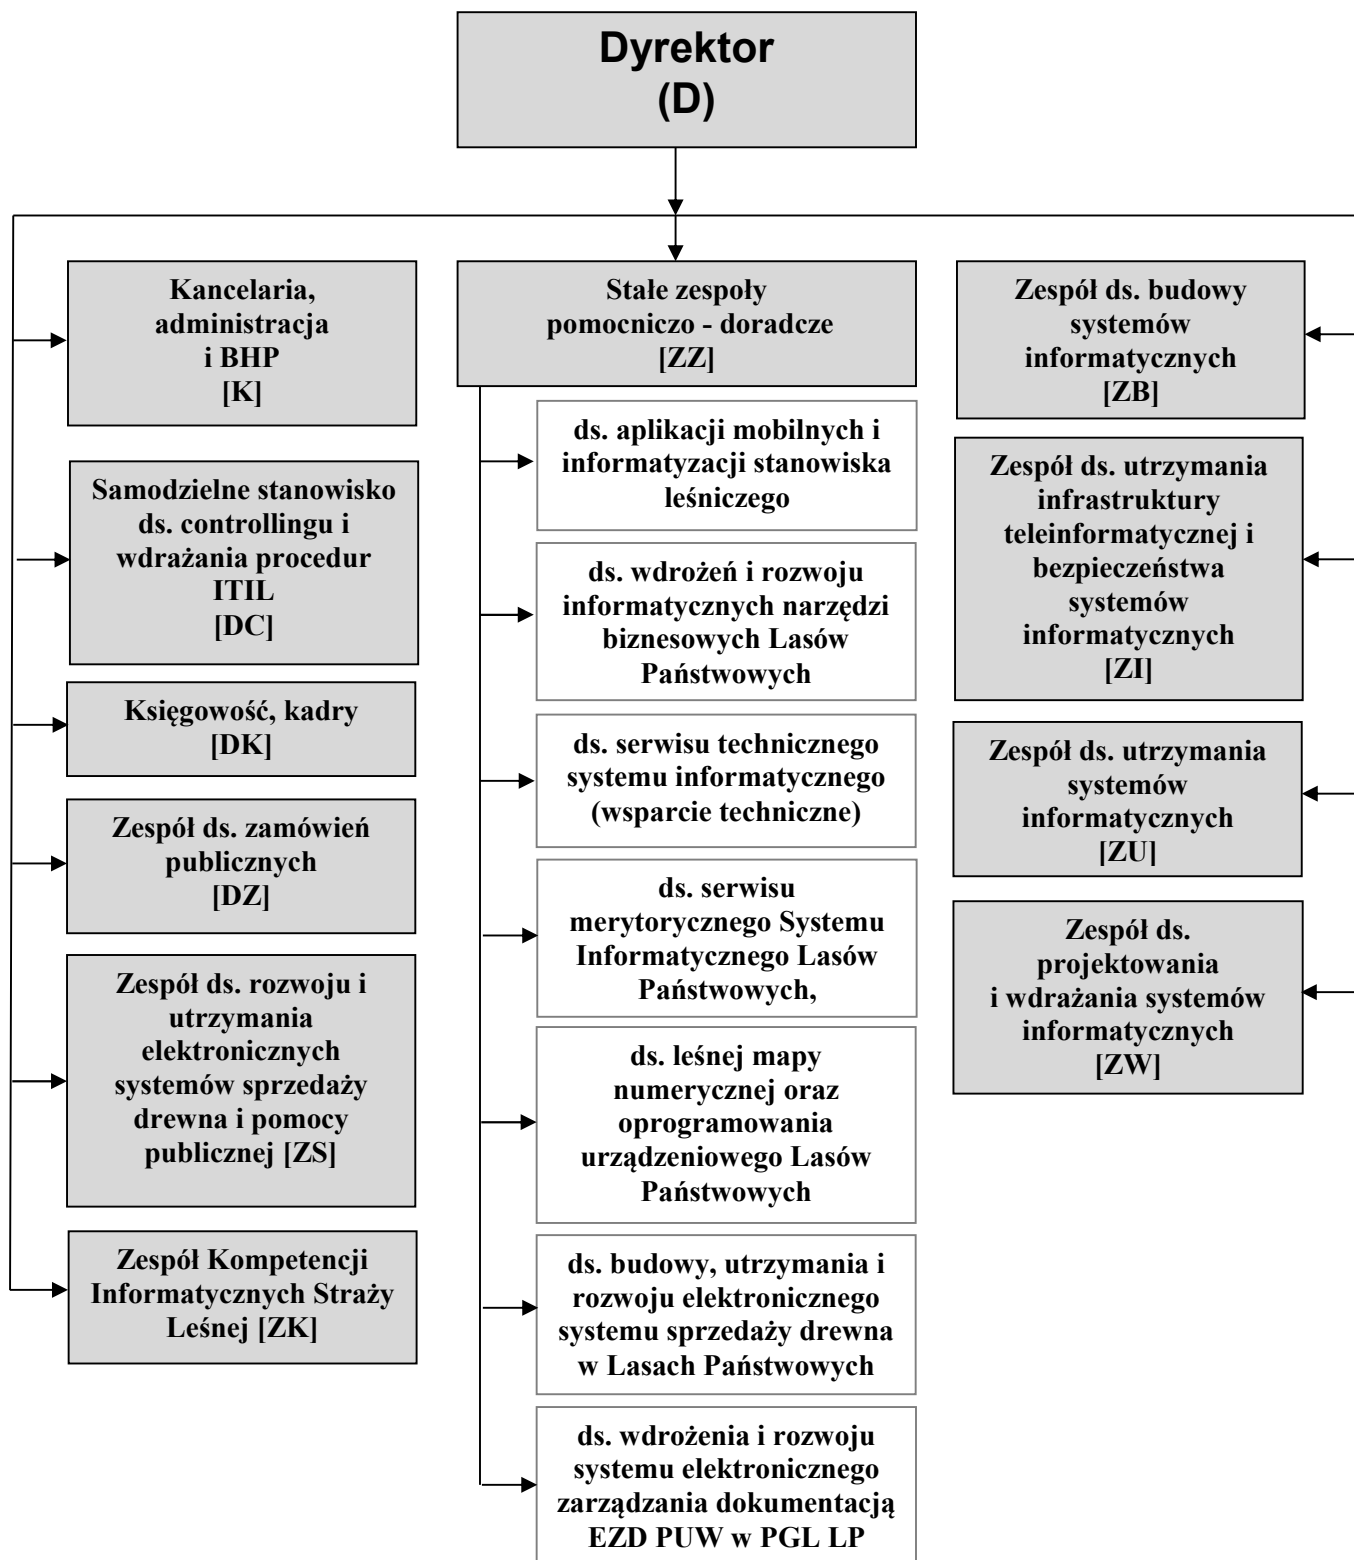 Dyrektor
(D)
Kancelaria,
administracja
i BHP
[K]
Samodzielne stanowisko
ds. controllingu i
wdrażania procedur
ITIL
[DC]
Księgowość, kadry
[DK]
Zespół ds. zamówień
publicznych
[DZ]
Zespół ds. rozwoju i
utrzymania
elektronicznych
systemów sprzedaży
drewna i pomocy
publicznej [ZS]
Zespół Kompetencji
Informatycznych Straży
Leśnej [ZK]
Stałe zespoły
pomocniczo - doradcze
[ZZ]
ds. aplikacji mobilnych i
informatyzacji stanowiska
leśniczego
ds. wdrożeń i rozwoju
informatycznych narzędzi
biznesowych Lasów
Państwowych
ds. serwisu technicznego
systemu informatycznego
(wsparcie techniczne)
ds. serwisu
merytorycznego Systemu
Informatycznego Lasów
Państwowych,
ds. leśnej mapy
numerycznej oraz
oprogramowania
urządzeniowego Lasów
Państwowych
ds. budowy, utrzymania i
rozwoju elektronicznego
systemu sprzedaży drewna
w Lasach Państwowych
ds. wdrożenia i rozwoju
systemu elektronicznego
zarządzania dokumentacją
EZD PUW w PGL LP
Zespół ds. budowy
systemów
informatycznych
[ZB]
Zespół ds. utrzymania
infrastruktury
teleinformatycznej i
bezpieczeństwa
systemów
informatycznych
[ZI]
Zespół ds. utrzymania
systemów
informatycznych
[ZU]
Zespół ds.
projektowania
i wdrażania systemów
informatycznych
[ZW]